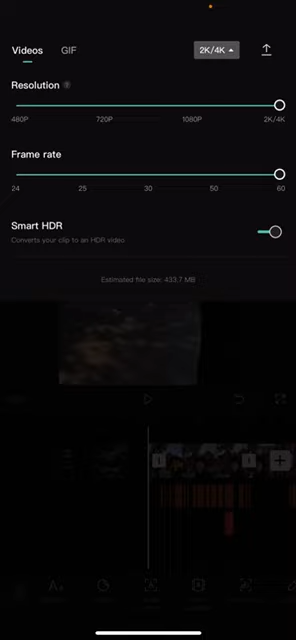 Videos GIF 2K/4K
Resolution
480P 720P 1080P 2K/4K
Frame rate
24 25 30 50 60
Smart HDR
Converts your clip to an HDR video
Estimated file size: 433.7 MB